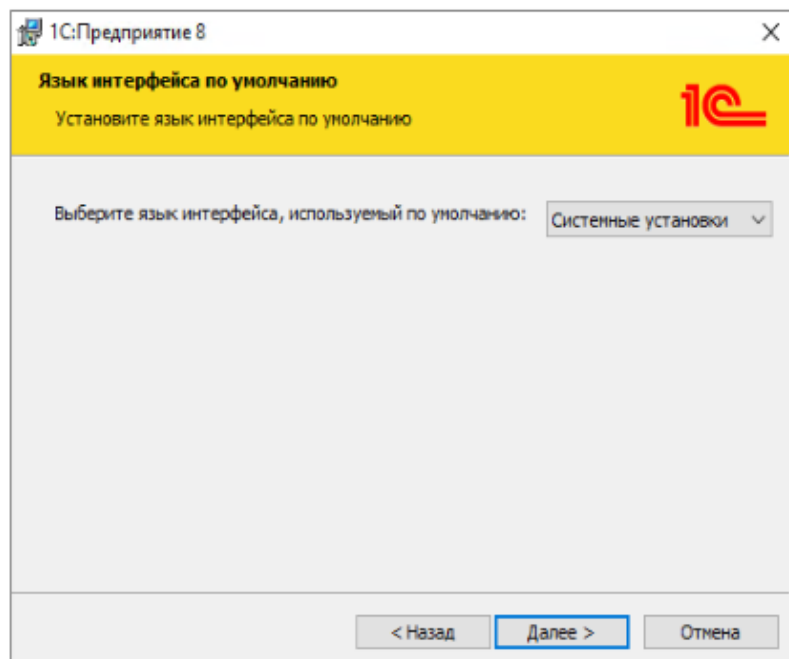 1С:Предприятие 8
Язык интерфейса по умолчанию
Установите язык интерфейса по умолчанию
1С
Выберите язык интерфейса, используемый по умолчанию: Системные установки
< Назад Далее > Отмена